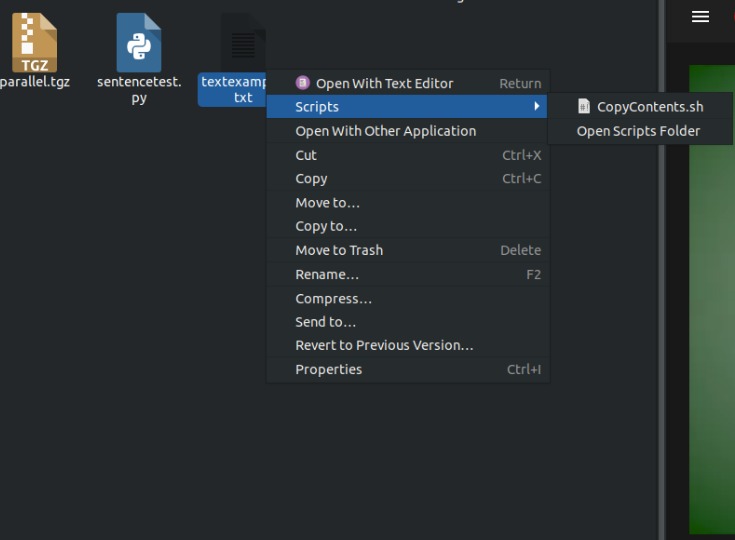 TGZ
parallel.tgz
sentencetest.
py
textexamp
txt
Open With Text Editor Return
Scripts
Open With Other Application
Cut Ctrl+X
Copy Ctrl+C
Move to…
Copy to…
Move to Trash Delete
Rename… F2
Compress…
Send to…
Revert to Previous Version…
Properties Ctrl+I
CopyContents.sh
Open Scripts Folder